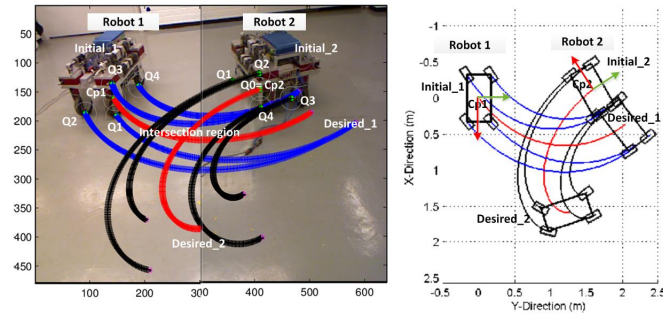 Robot 1
Robot 2
Initial_1
Initial_2
Q3
Q4
Q1
Q2
Cp1
Q0=Cp2
Q3
Q2
Q1
Q4
Intersection region
Desired_1
Desired_2
50
100
150
200
250
300
350
400
450
100
200
300
400
500
600
Robot 1
Robot 2
Initial_2
Initial_1
Cp1
Cp2
Desired_1
Desired_2
X-Direction (m)
-1
-0.5
0
0.5
1
1.5
2
2.5
-0.5
0
0.5
1
1.5
2
2.5
Y-Direction (m)